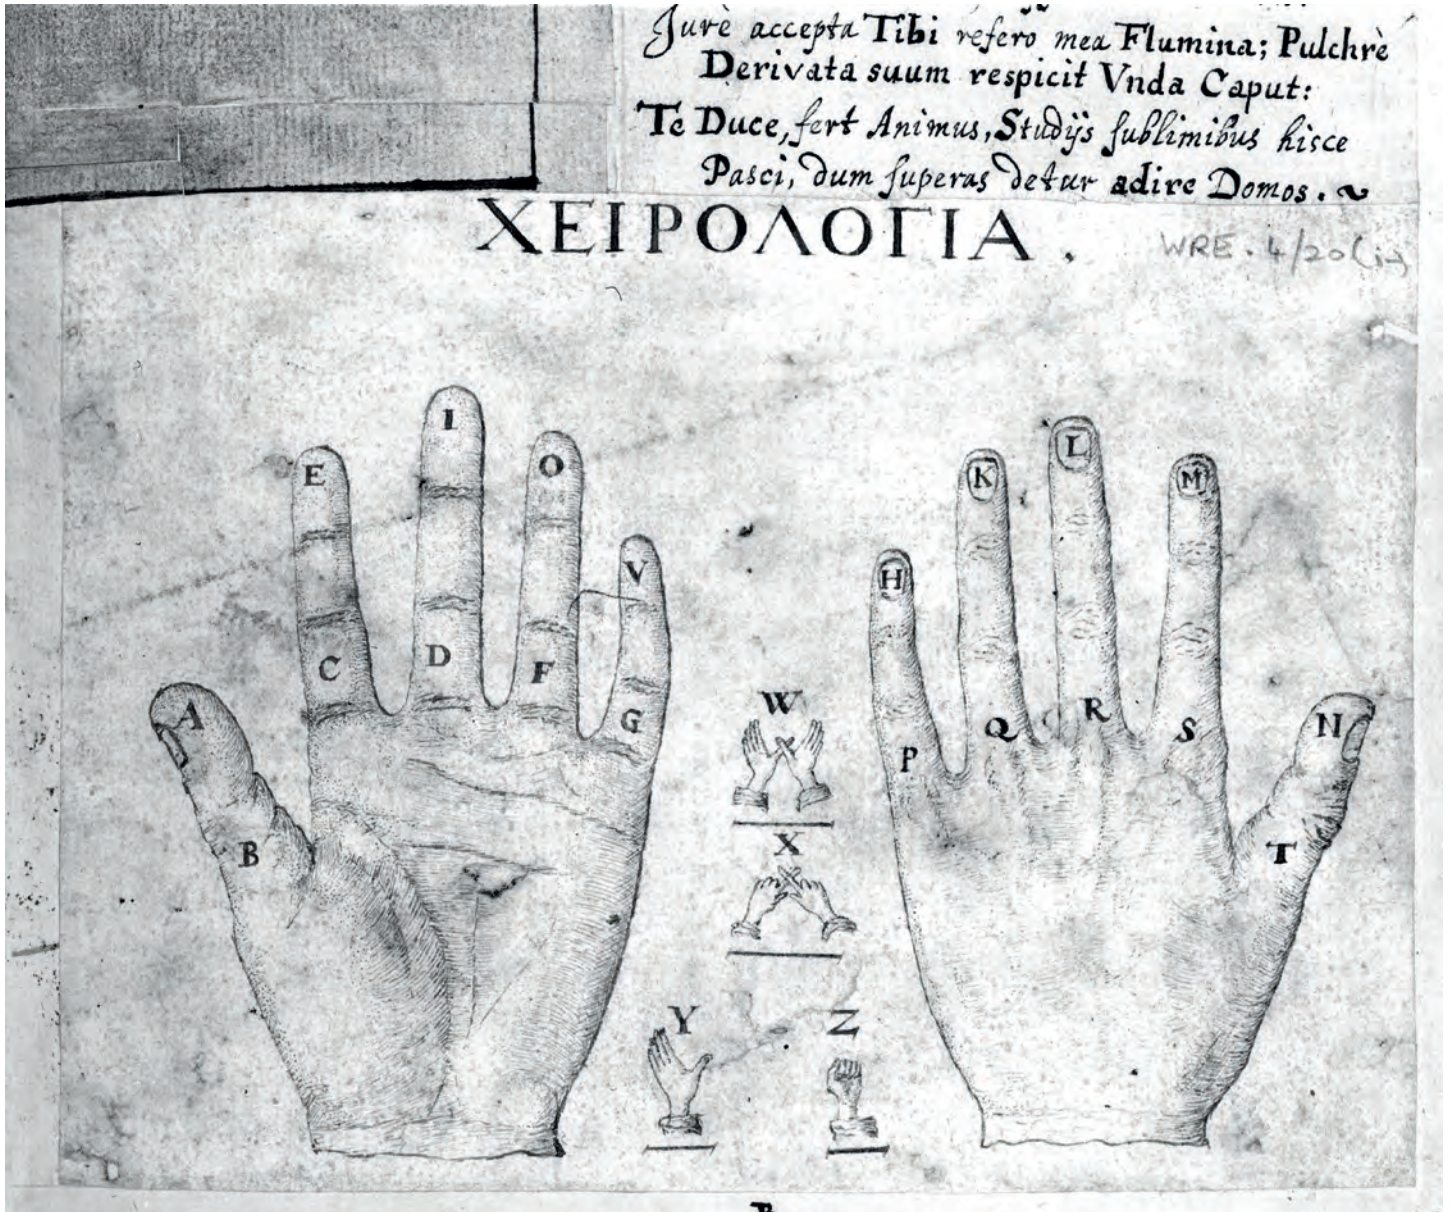 Jurè accepta Tibi refero mea Flumina; Pulchrè
Derivata suum respicit Vnda Caput:
Te Duce, fert Animus, Studijs sublimibus hisce
Pasci, dum superas detur adire Domos.
ΧΕΙΡΟΛΟΓΙΑ.
WRE. 4/20 (i)
I
E
O
V
C
D
F
G
A
B
L
K
M
H
Q
R
S
P
N
T
W
X
Y
Z